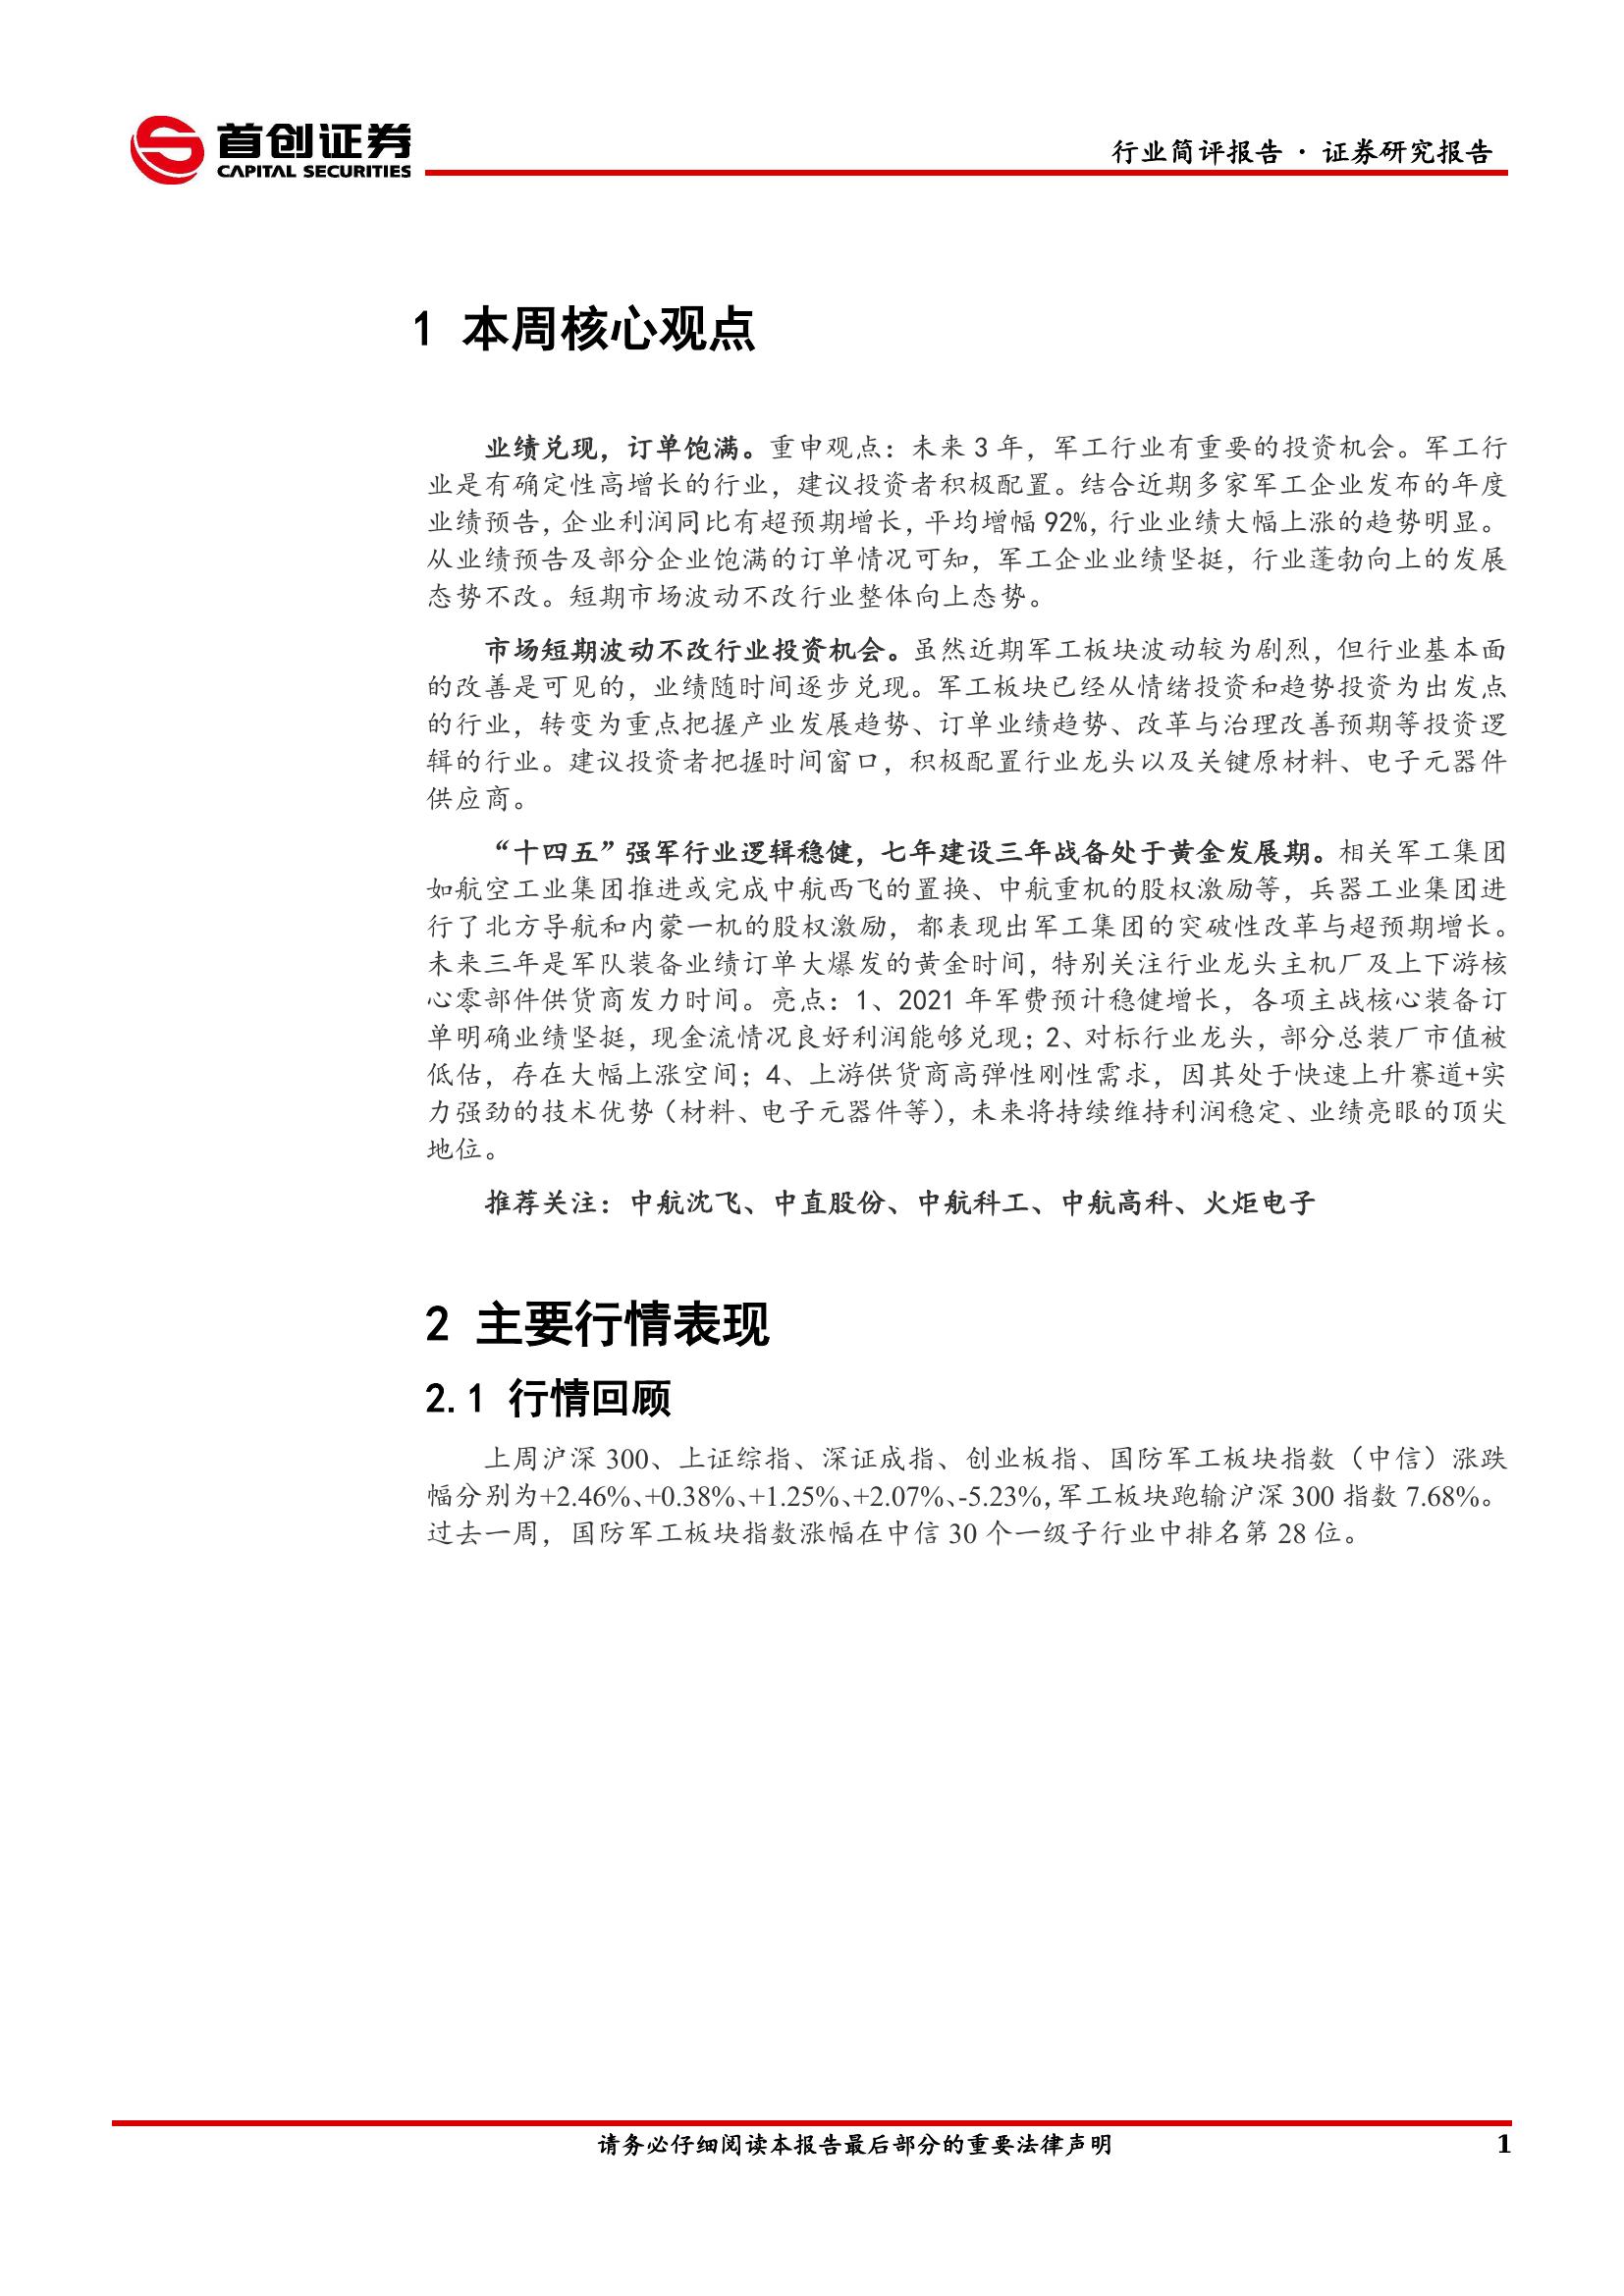 首创证券
CAPITAL SECURITIES
行业简评报告 · 证券研究报告
1 本周核心观点
业绩兑现，订单饱满。重申观点：未来 3 年，军工行业有重要的投资机会。军工行
业是有确定性高增长的行业，建议投资者积极配置。结合近期多家军工企业发布的年度
业绩预告，企业利润同比有超预期增长，平均增幅 92%，行业业绩大幅上涨的趋势明显。
从业绩预告及部分企业饱满的订单情况可知，军工企业业绩坚挺，行业蓬勃向上的发展
态势不改。短期市场波动不改行业整体向上态势。
市场短期波动不改行业投资机会。虽然近期军工板块波动较为剧烈，但行业基本面
的改善是可见的，业绩随时间逐步兑现。军工板块已经从情绪投资和趋势投资为出发点
的行业，转变为重点把握产业发展趋势、订单业绩趋势、改革与治理改善预期等投资逻
辑的行业。建议投资者把握时间窗口，积极配置行业龙头以及关键原材料、电子元器件
供应商。
“十四五”强军行业逻辑稳健，七年建设三年战备处于黄金发展期。相关军工集团
如航空工业集团推进或完成中航西飞的置换、中航重机的股权激励等，兵器工业集团进
行了北方导航和内蒙一机的股权激励，都表现出军工集团的突破性改革与超预期增长。
未来三年是军队装备业绩订单大爆发的黄金时间，特别关注行业龙头主机厂及上下游核
心零部件供货商发力时间。亮点：1、2021 年军费预计稳健增长，各项主战核心装备订
单明确业绩坚挺，现金流情况良好利润能够兑现；2、对标行业龙头，部分总装厂市值被
低估，存在大幅上涨空间；4、上游供货商高弹性刚性需求，因其处于快速上升赛道+实
力强劲的技术优势（材料、电子元器件等），未来将持续维持利润稳定、业绩亮眼的顶尖
地位。
推荐关注：中航沈飞、中直股份、中航科工、中航高科、火炬电子
2 主要行情表现
2.1 行情回顾
上周沪深 300、上证综指、深证成指、创业板指、国防军工板块指数（中信）涨跌
幅分别为+2.46%、+0.38%、+1.25%、+2.07%、-5.23%，军工板块跑输沪深 300 指数 7.68%。
过去一周，国防军工板块指数涨幅在中信 30 个一级子行业中排名第 28 位。
请务必仔细阅读本报告最后部分的重要法律声明
1